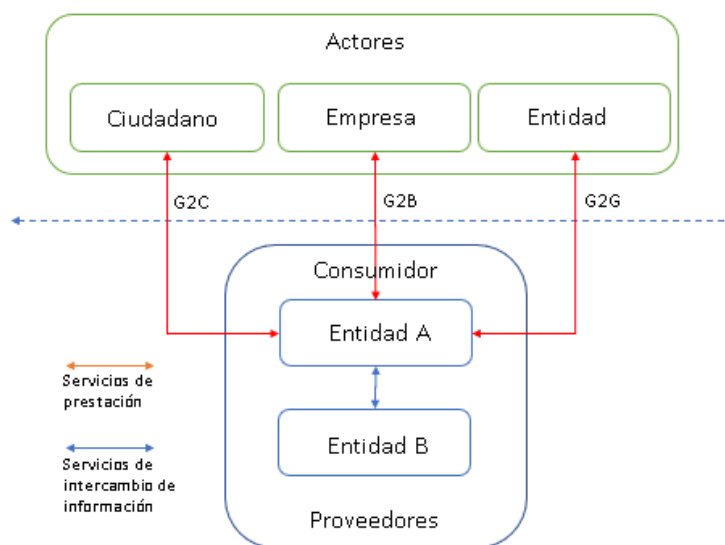 Actores
Ciudadano
Empresa
Entidad
G2C
G2B
G2G
Consumidor
Entidad A
Servicios de
prestación
Entidad B
Servicios de
intercambio de
información
Proveedores